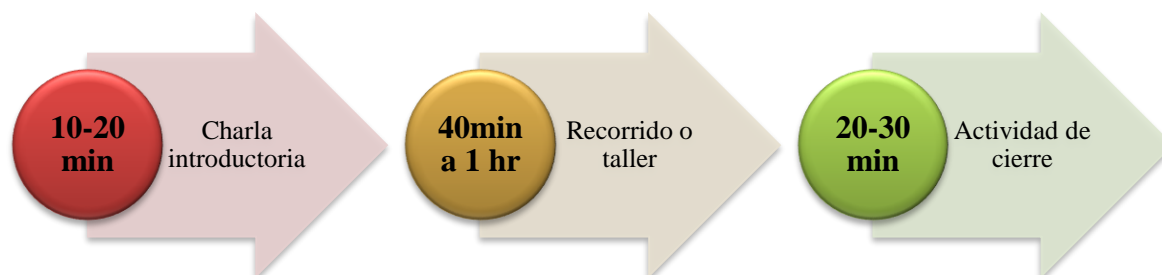 10-20
min
Charla
introductoria
40min
a 1 hr
Recorrido o
taller
20-30
min
Actividad de
cierre